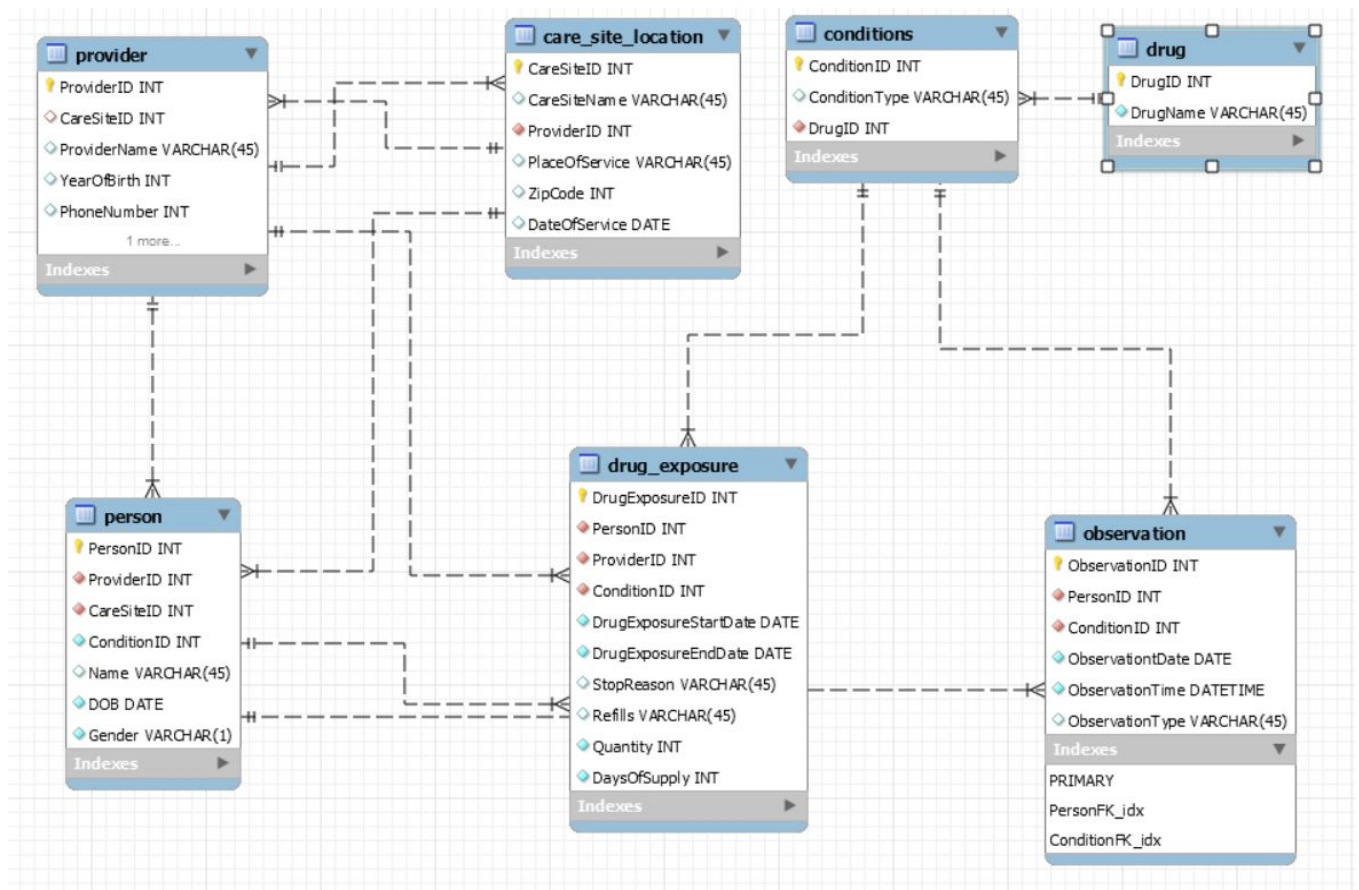 provider
ProviderID INT
CareSiteID INT
ProviderName VARCHAR(45)
YearOfBirth INT
PhoneNumber INT
1 more...
Indexes
care_site_location
CareSiteID INT
CareSiteName VARCHAR(45)
ProviderID INT
PlaceOfService VARCHAR(45)
ZipCode INT
DateOfService DATE
Indexes
conditions
ConditionID INT
ConditionType VARCHAR(45)
DrugID INT
Indexes
drug
DrugID INT
DrugName VARCHAR(45)
Indexes
person
PersonID INT
ProviderID INT
CareSiteID INT
ConditionID INT
Name VARCHAR(45)
DOB DATE
Gender VARCHAR(1)
Indexes
drug_exposure
DrugExposureID INT
PersonID INT
ProviderID INT
ConditionID INT
DrugExposureStartDate DATE
DrugExposureEndDate DATE
StopReason VARCHAR(45)
Refills VARCHAR(45)
Quantity INT
DaysOfSupply INT
Indexes
observation
ObservationID INT
PersonID INT
ConditionID INT
ObservationtDate DATE
ObservationTime DATETIME
ObservationType VARCHAR(45)
Indexes
PRIMARY
PersonFK_idx
ConditionFK_idx